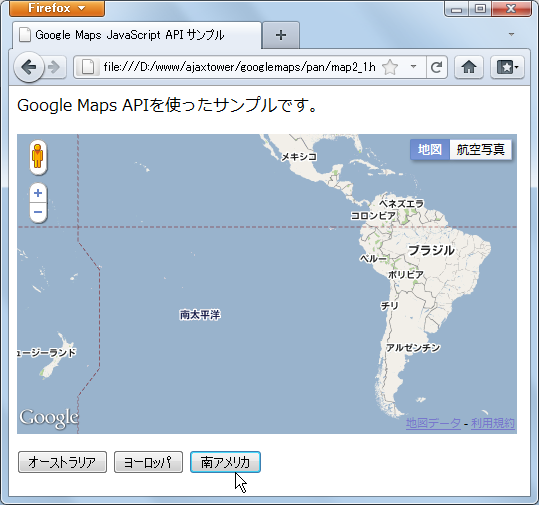 Firefox
Google Maps JavaScript API サンプル
file:///D:/www/ajaxtower/googlemaps/pan/map2_1h
Google Maps APIを使ったサンプルです。
地図 航空写真
メキシコ
ベネズエラ
コロンビア
ブラジル
ペルー
ボリビア
チリ
南太平洋
アルゼンチン
ュージーランド
Google
地図データ - 利用規約
オーストラリア ヨーロッパ 南アメリカ